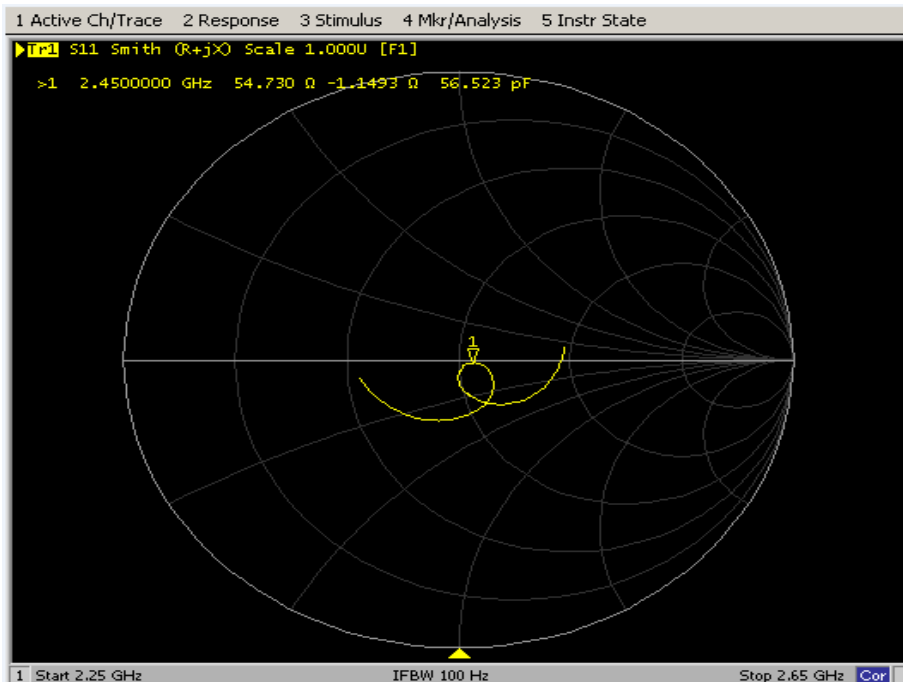 1 Active Ch/Trace 2 Response 3 Stimulus 4 Mkr/Analysis 5 Instr State
Tr1 S11 Smith (R+jX) Scale 1.000U [F1]
>1 2.4500000 GHz 54.730 Ω -1.1493 Ω 56.523 pF
1
1 Start 2.25 GHz IFBW 100 Hz Stop 2.65 GHz Cor